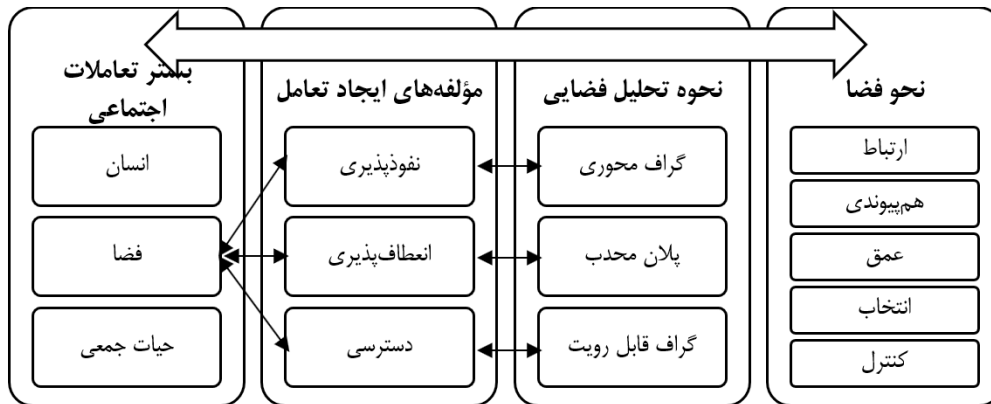 نحو فضا
ارتباط
هم‌پیوندی
عمق
انتخاب
کنترل
نحوه تحلیل فضایی
گراف محوری
پلان محدب
گراف قابل رویت
مؤلفه‌های ایجاد تعامل
نفوذپذیری
انعطاف‌پذیری
دسترسی
بستر تعاملات
اجتماعی
انسان
فضا
حیات جمعی